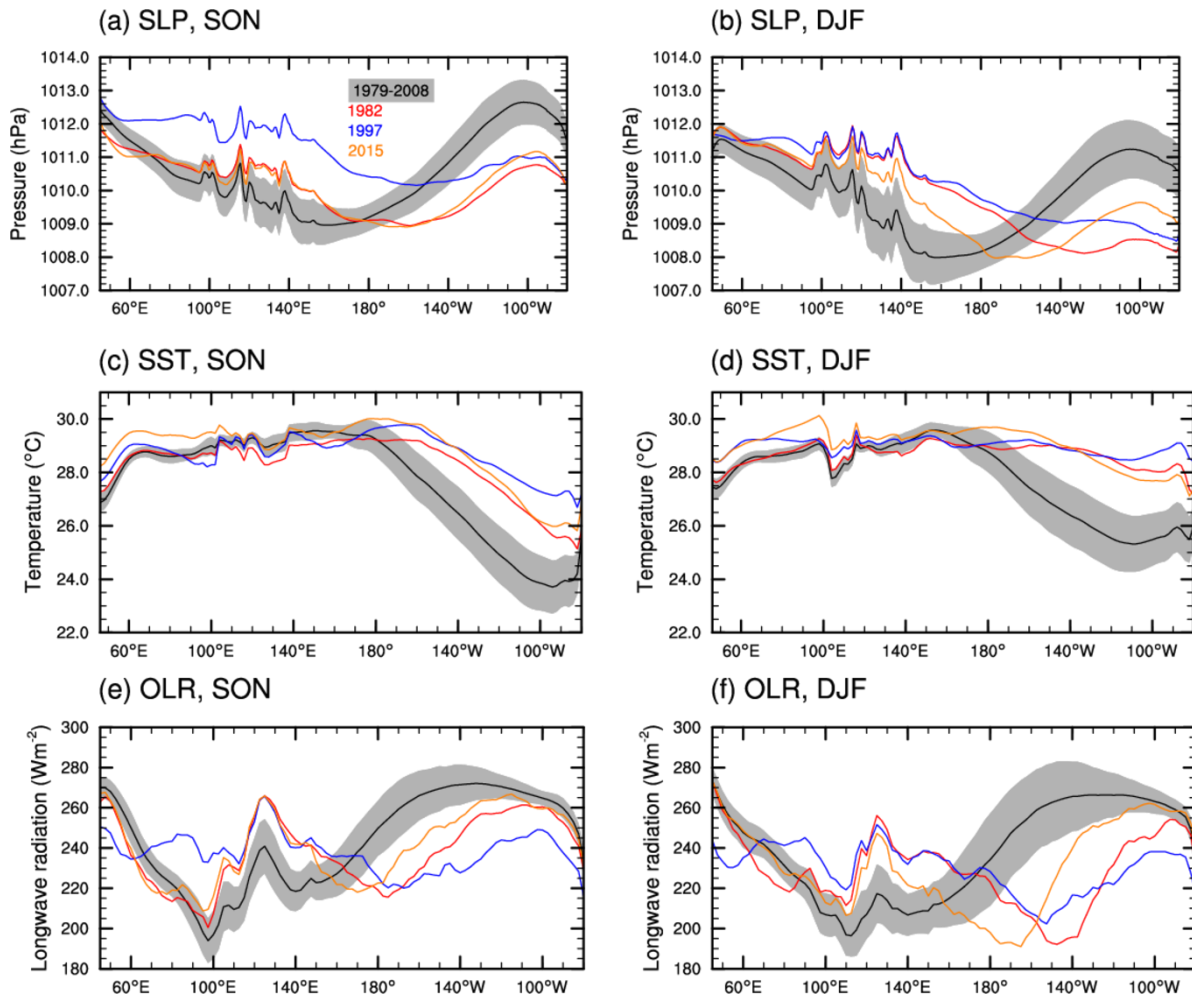 (a) SLP, SON
(b) SLP, DJF
Pressure (hPa)
1014.0
1013.0
1012.0
1011.0
1010.0
1009.0
1008.0
1007.0
1979-2008
1982
1997
2015
60°E 100°E 140°E 180° 140°W 100°W
Pressure (hPa)
1014.0
1013.0
1012.0
1011.0
1010.0
1009.0
1008.0
1007.0
60°E 100°E 140°E 180° 140°W 100°W
(c) SST, SON
(d) SST, DJF
Temperature (°C)
30.0
28.0
26.0
24.0
22.0
60°E 100°E 140°E 180° 140°W 100°W
Temperature (°C)
30.0
28.0
26.0
24.0
22.0
60°E 100°E 140°E 180° 140°W 100°W
(e) OLR, SON
(f) OLR, DJF
Longwave radiation (Wm⁻²)
300
280
260
240
220
200
180
60°E 100°E 140°E 180° 140°W 100°W
Longwave radiation (Wm⁻²)
300
280
260
240
220
200
180
60°E 100°E 140°E 180° 140°W 100°W